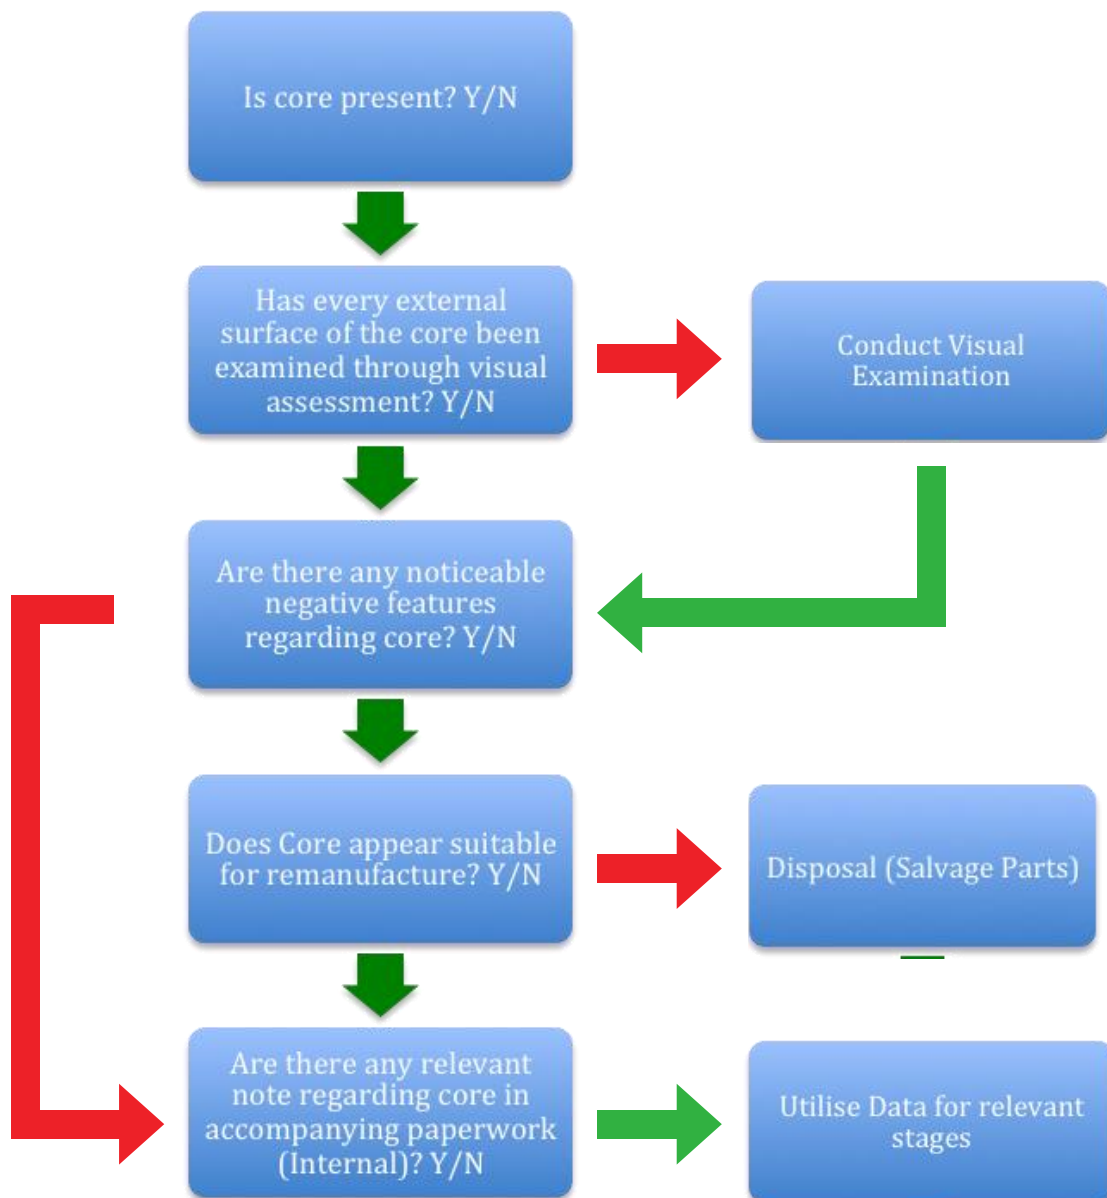 Is core present? Y/N
Has every external
surface of the core been
examined through visual
assessment? Y/N
Conduct Visual
Examination
Are there any noticeable
negative features
regarding core? Y/N
Does Core appear suitable
for remanufacture? Y/N
Disposal (Salvage Parts)
Are there any relevant
note regarding core in
accompanying paperwork
(Internal)? Y/N
Utilise Data for relevant
stages